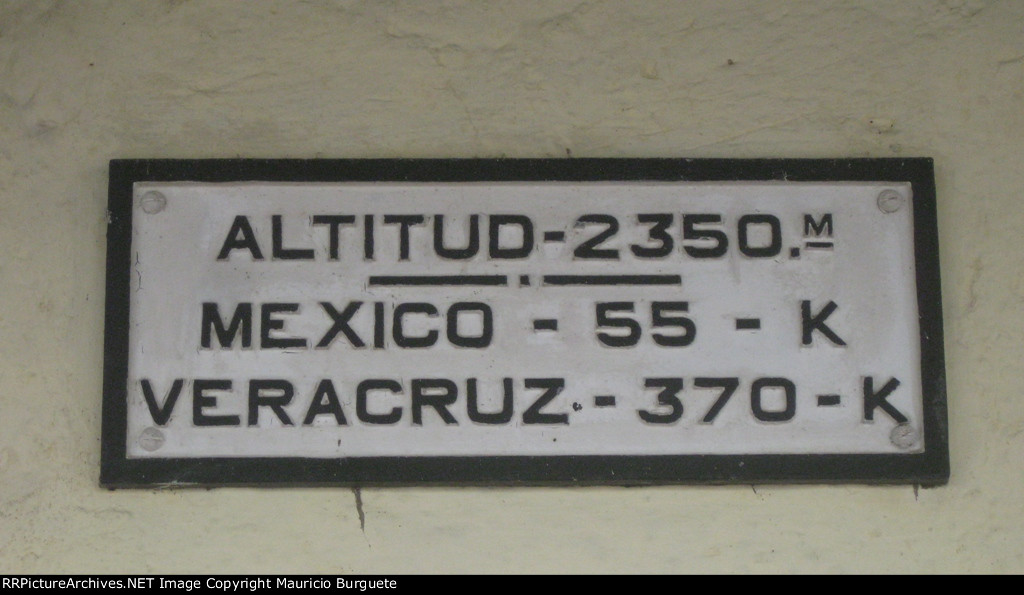 ALTITUD-2350.M
MEXICO - 55 - K
VERACRUZ. - 370 - K
RRPictureArchives.NET Image Copyright Mauricio Burguete